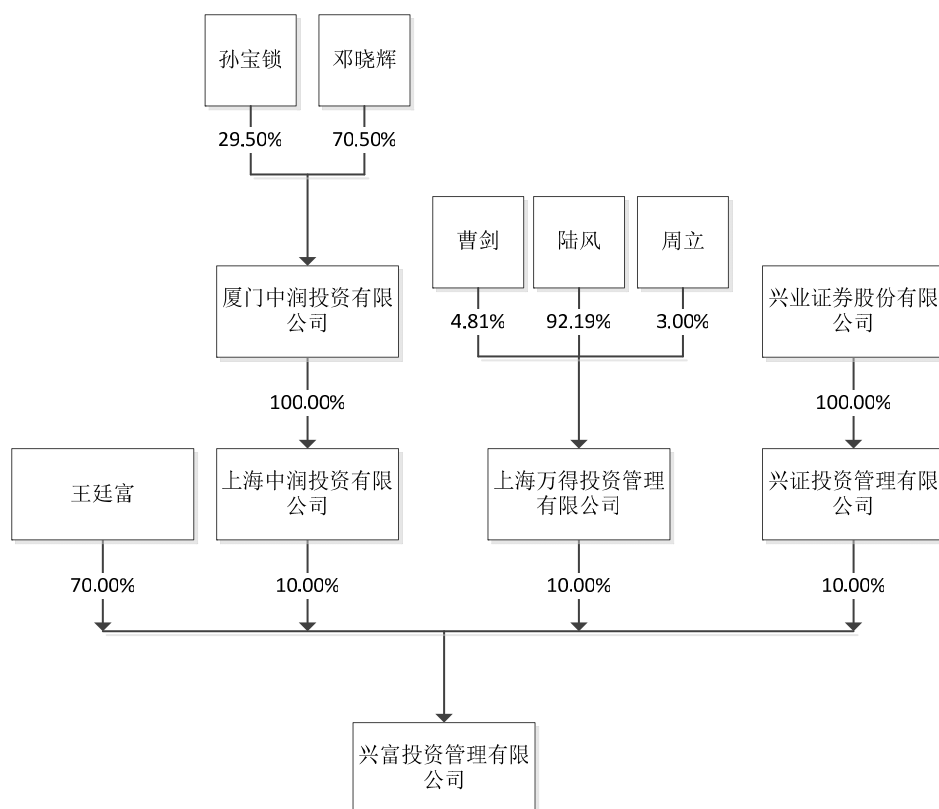 孙宝锁
邓晓辉
29.50%
70.50%
曹剑
陆风
周立
厦门中润投资有限
公司
兴业证券股份有限
公司
4.81%
92.19%
3.00%
100.00%
100.00%
王廷富
上海中润投资有限
公司
上海万得投资管理
有限公司
兴证投资管理有限
公司
70.00%
10.00%
10.00%
10.00%
兴富投资管理有限
公司